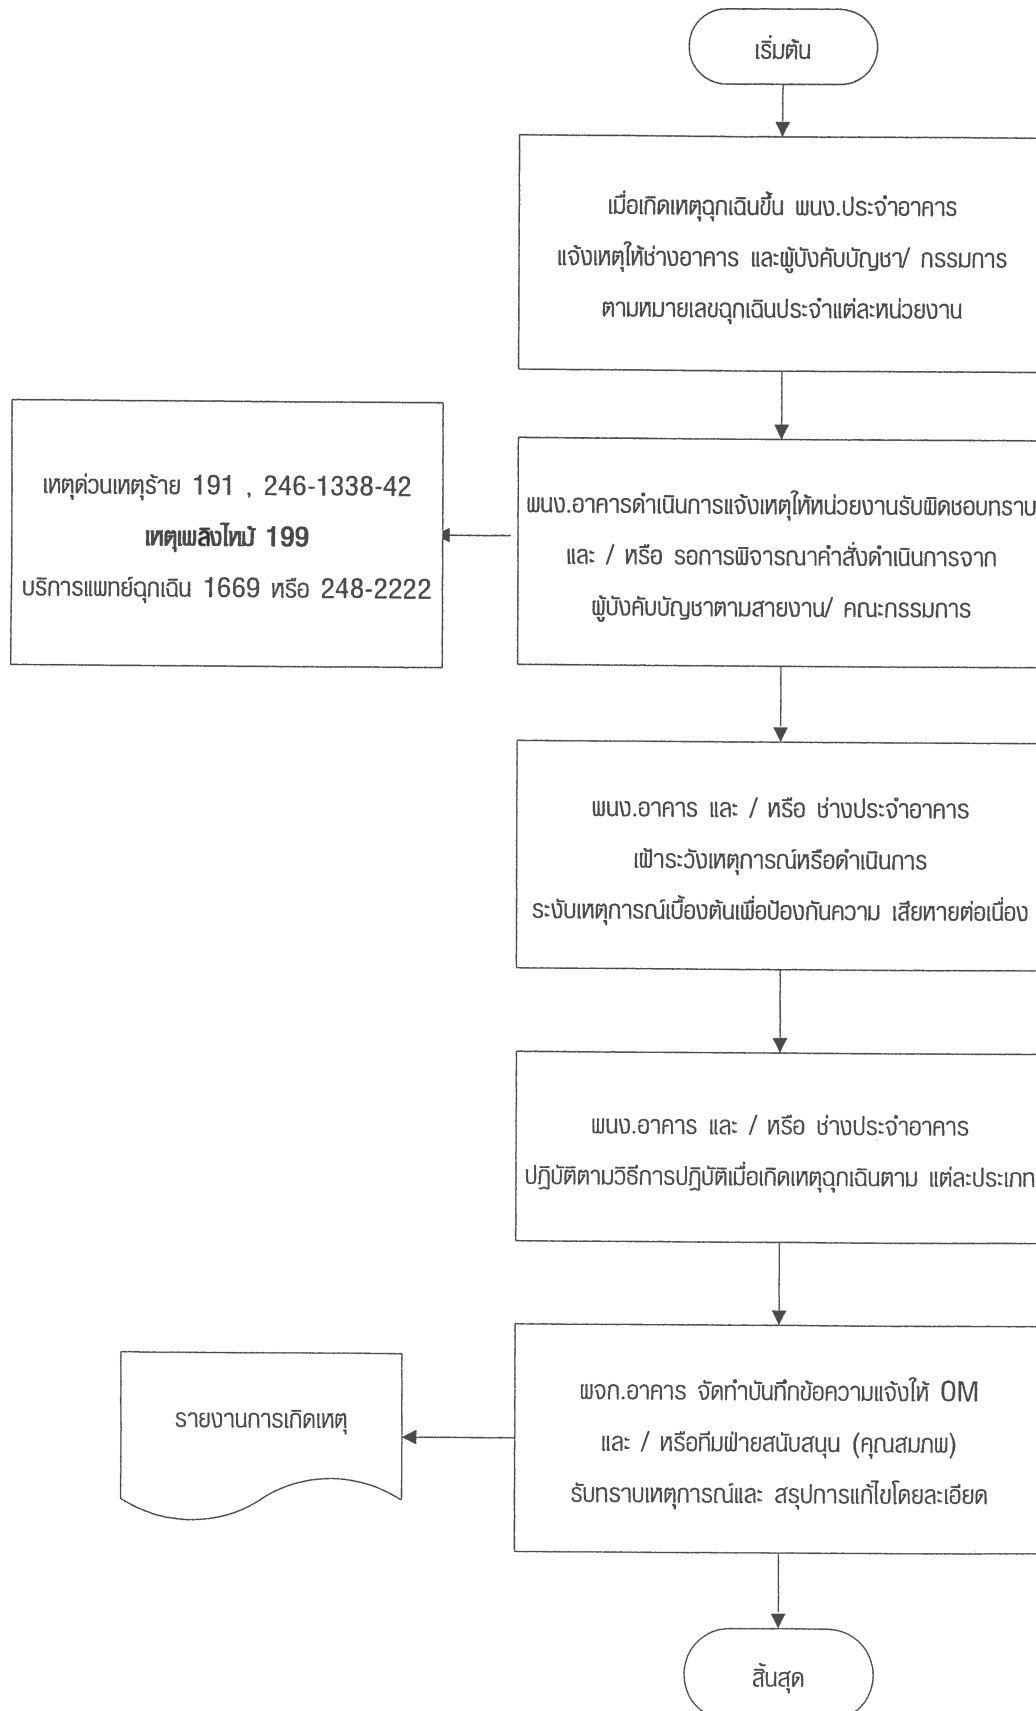 เริ่มต้น
เมื่อเกิดเหตุฉุกเฉินขึ้น พนง.ประจำอาคาร
แจ้งเหตุให้ช่างอาคาร และผู้บังคับบัญชา/ กรรมการ
ตามหมายเลขฉุกเฉินประจำแต่ละหน่วยงาน
พนง.อาคารดำเนินการแจ้งเหตุให้หน่วยงานรับผิดชอบทราบ
และ / หรือ รอการพิจารณาคำสั่งดำเนินการจาก
ผู้บังคับบัญชาตามสายงาน/ คณะกรรมการ
เหตุด่วนเหตุร้าย 191 , 246-1338-42
เหตุเพลิงไหม้ 199
บริการแพทย์ฉุกเฉิน 1669 หรือ 248-2222
พนง.อาคาร และ / หรือ ช่างประจำอาคาร
เฝ้าระวังเหตุการณ์หรือดำเนินการ
ระงับเหตุการณ์เบื้องต้นเพื่อป้องกันความ เสียหายต่อเนื่อง
พนง.อาคาร และ / หรือ ช่างประจำอาคาร
ปฏิบัติตามวิธีการปฏิบัติเมื่อเกิดเหตุฉุกเฉินตาม แต่ละประเภท
ผจก.อาคาร จัดทำบันทึกข้อความแจ้งให้ OM
และ / หรือทีมฝ่ายสนับสนุน (คุณสมภพ)
รับทราบเหตุการณ์และ สรุปการแก้ไขโดยละเอียด
รายงานการเกิดเหตุ
สิ้นสุด